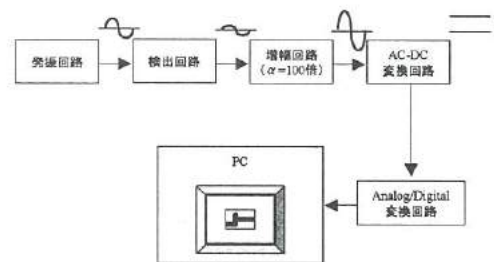 発振回路
検出回路
増幅回路
(α=100倍)
AC-DC
変換回路
PC
Analog/Digital
変換回路